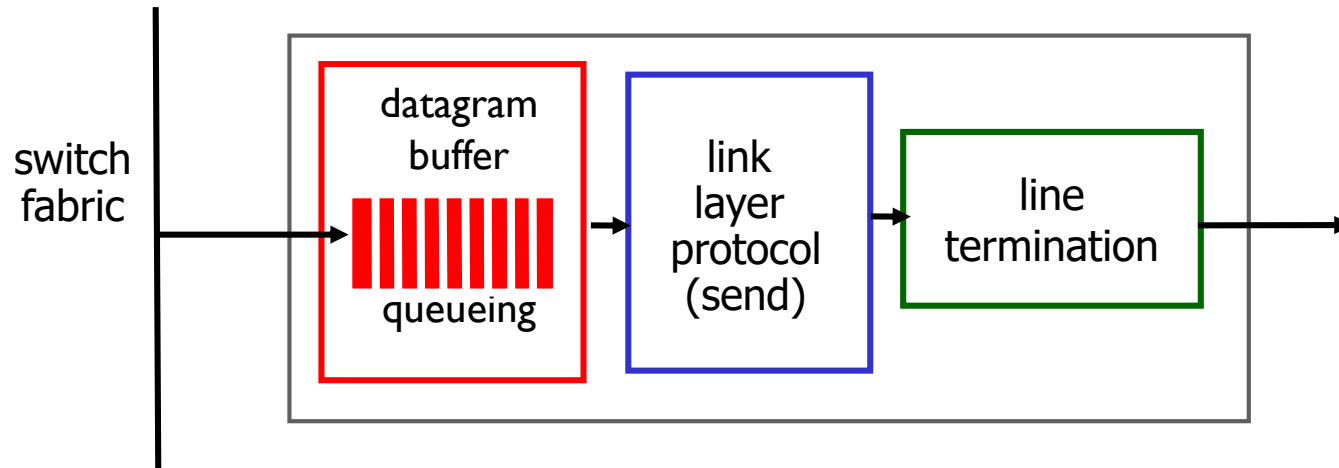 switch
fabric
datagram
buffer
queueing
link
layer
protocol
(send)
line
termination